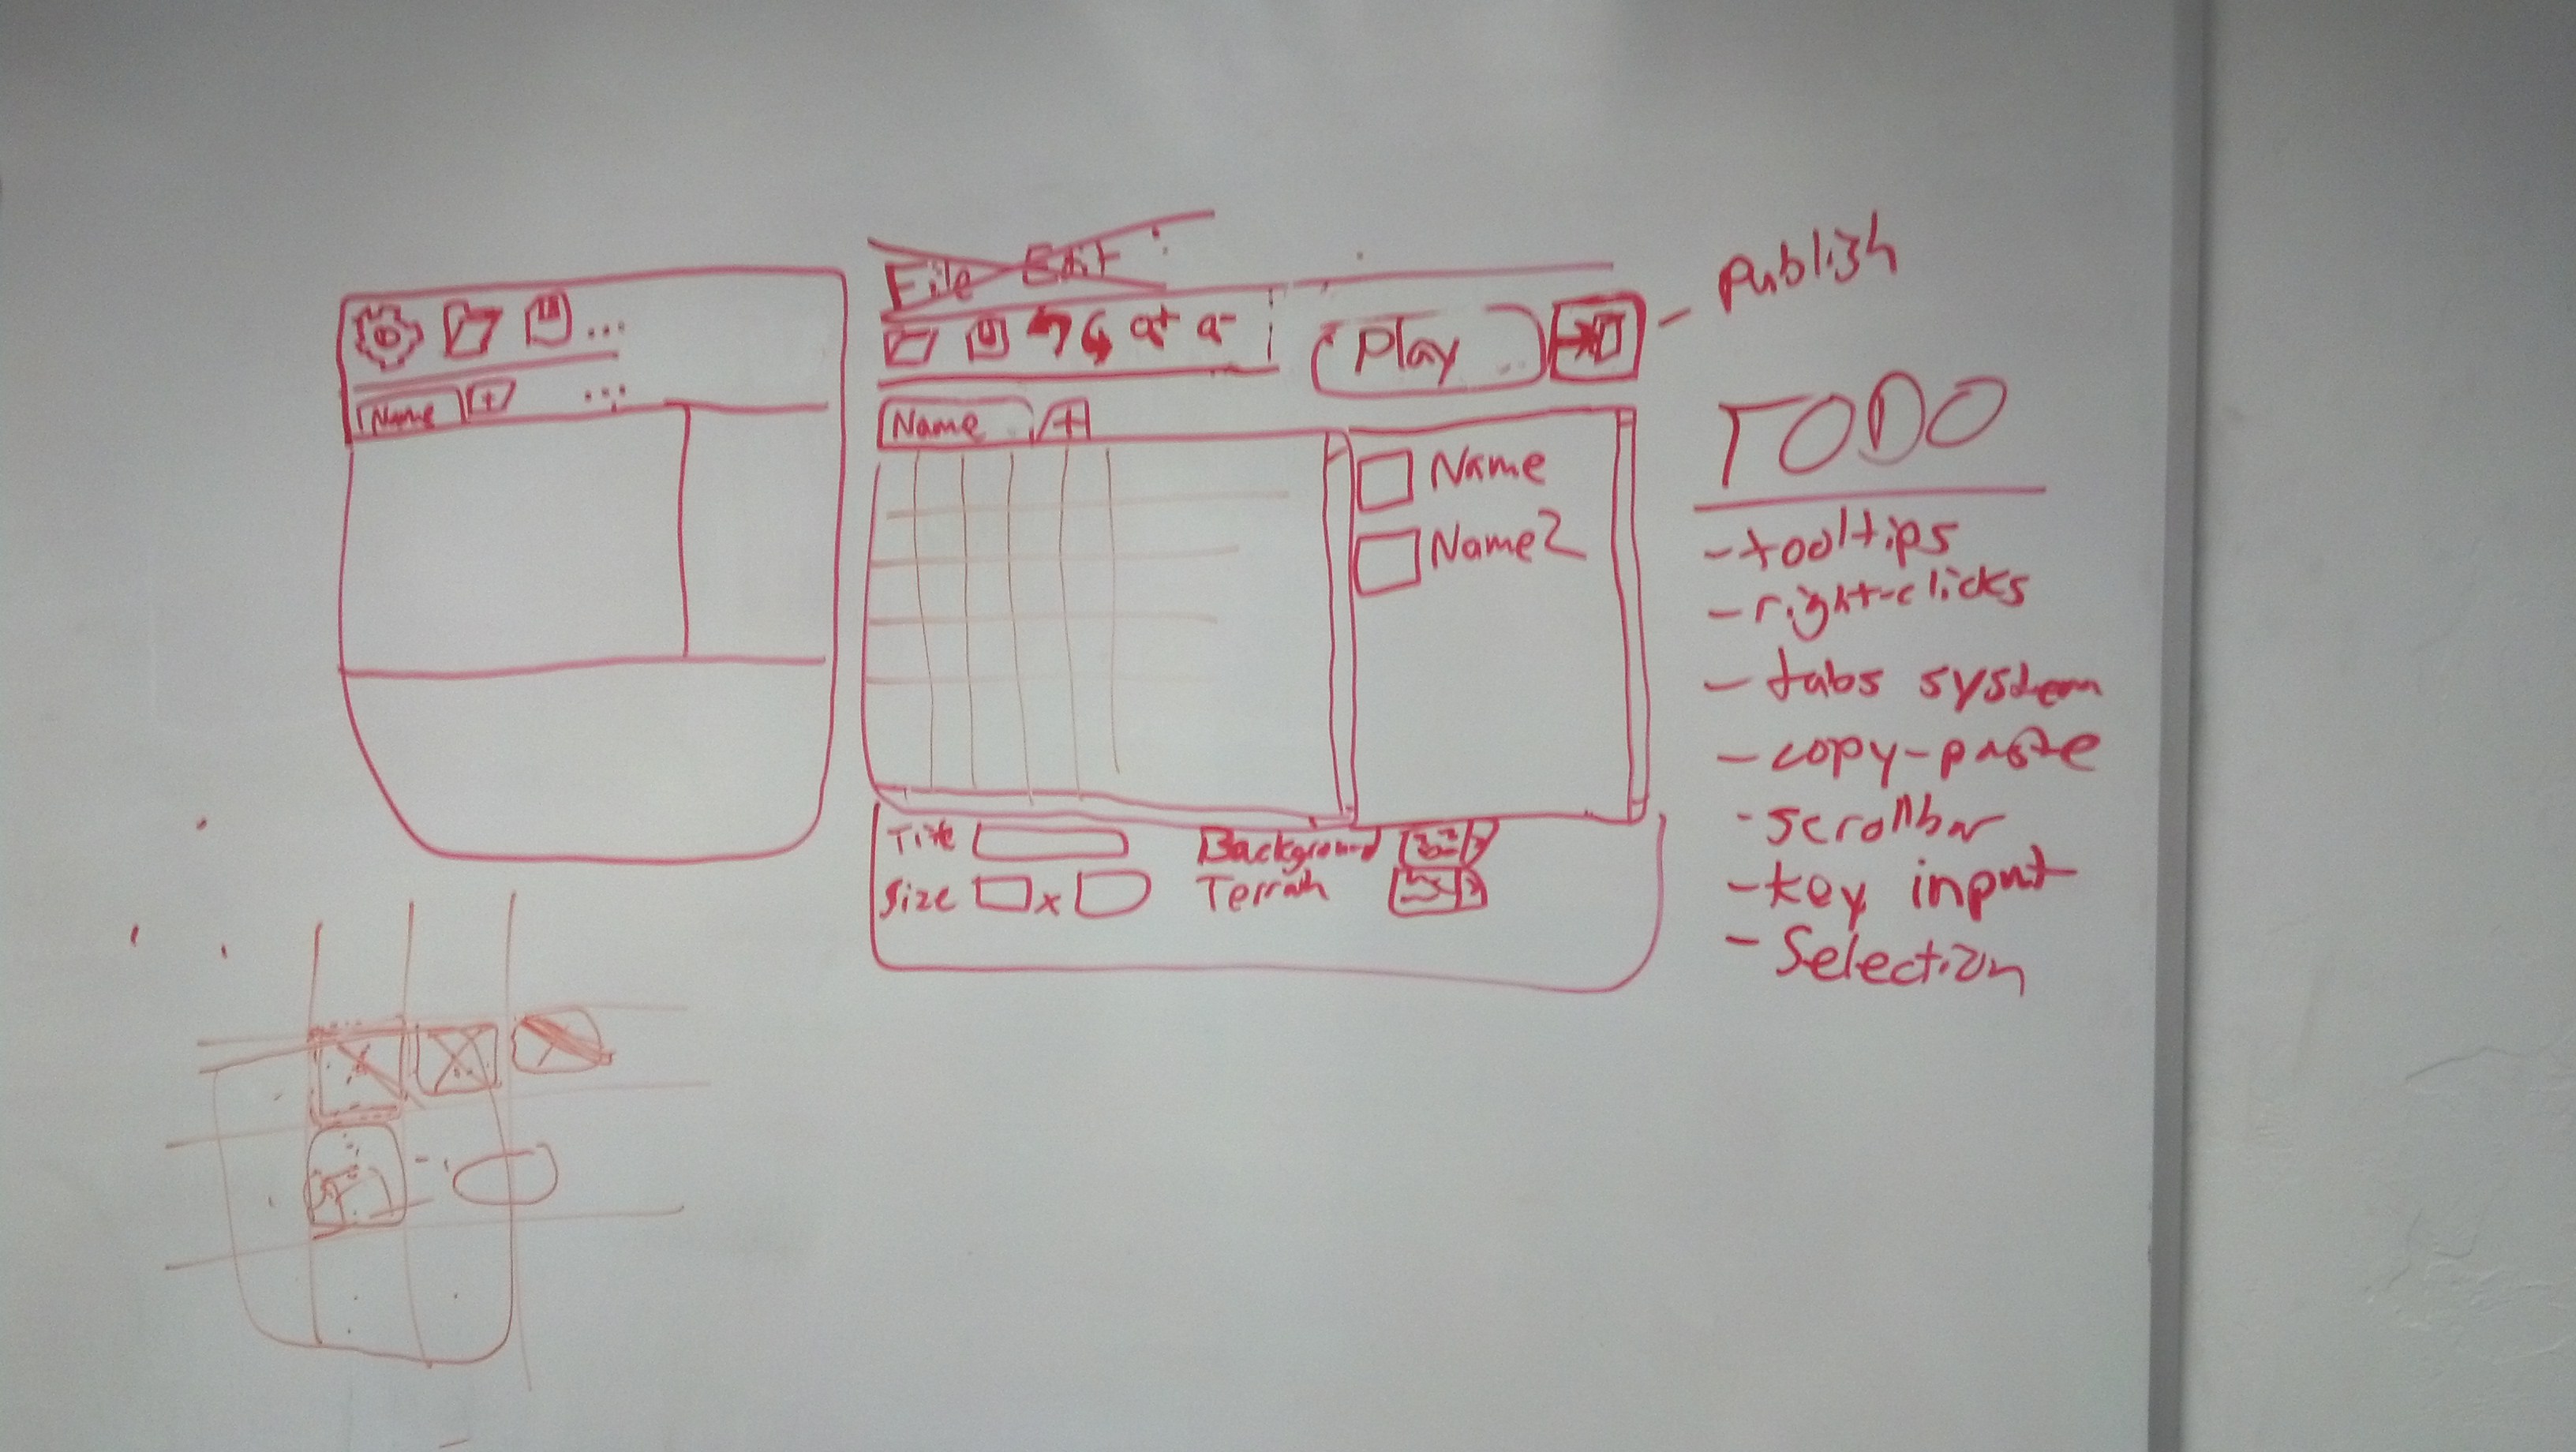 File Edit
Play
Publish
Name +
Name +
Name
Name2
TODO
- tooltips
- right-clicks
- tabs system
- copy-paste
- scrollbar
- key input
- Selection
Title
Background
Size x
Terrain